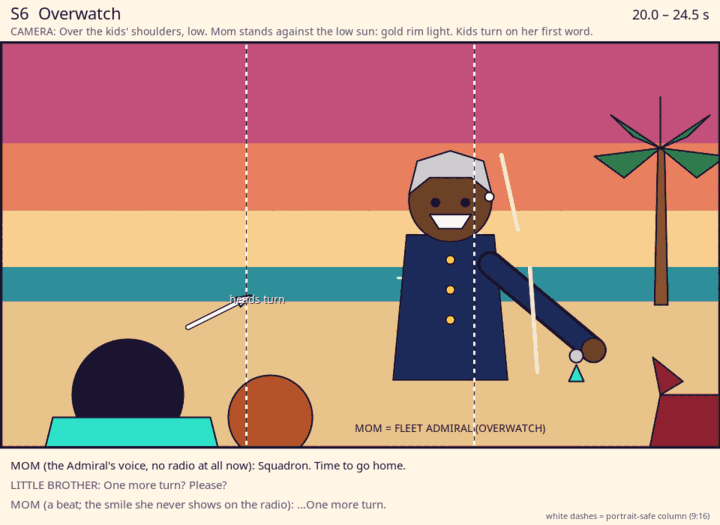 S6 Overwatch
20.0 – 24.5 s
CAMERA: Over the kids' shoulders, low. Mom stands against the low sun: gold rim light. Kids turn on her first word.
heads turn
MOM = FLEET ADMIRAL (OVERWATCH)
MOM (the Admiral's voice, no radio at all now): Squadron. Time to go home.
LITTLE BROTHER: One more turn? Please?
MOM (a beat; the smile she never shows on the radio): ...One more turn.
white dashes = portrait-safe column (9:16)